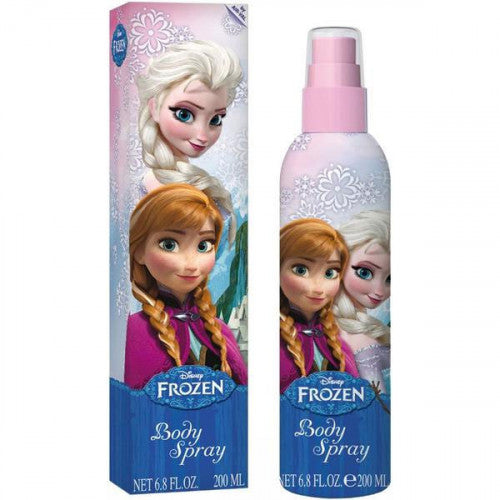 Disney
FROZEN
Body
Spray
NET 6.8 FL.OZ. 200 ML
Disney
FROZEN
Body
Spray
NET 6.8 FL.OZ. ℮ 200 ML